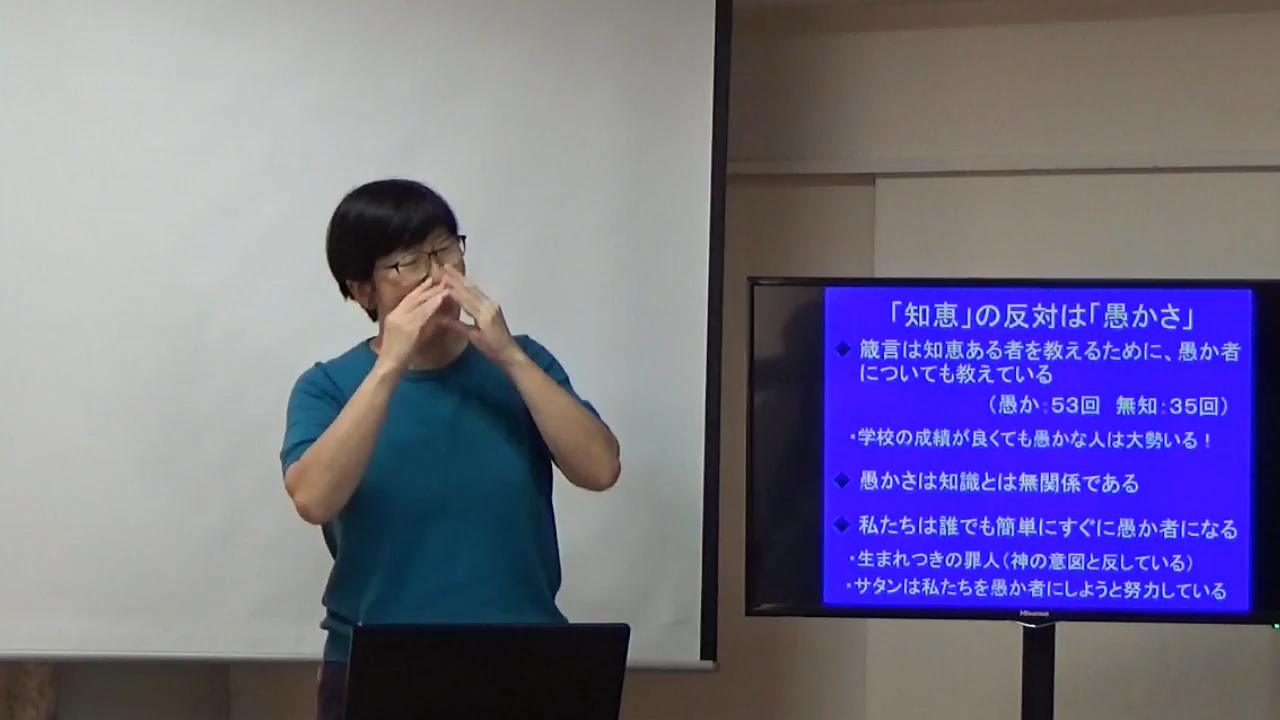 「知恵」の反対は「愚かさ」
◆ 箴言は知恵ある者を教えるために、愚か者
についても教えている
（愚か：53回　無知：35回）
・学校の成績が良くても愚かな人は大勢いる！
◆ 愚かさは知識とは無関係である
◆ 私たちは誰でも簡単にすぐに愚か者になる
・生まれつきの罪人（神の意図と反している）
・サタンは私たちを愚か者にしようと努力している
Hisense